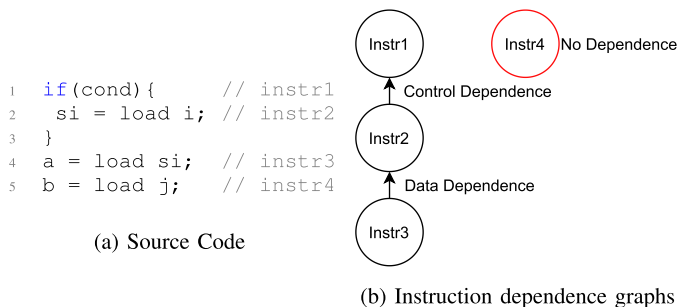 1 if(cond){ // instr1
2 si = load i; // instr2
3 }
4 a = load si; // instr3
5 b = load j; // instr4
(a) Source Code
Instr1
Instr4
No Dependence
Control Dependence
Instr2
Data Dependence
Instr3
(b) Instruction dependence graphs